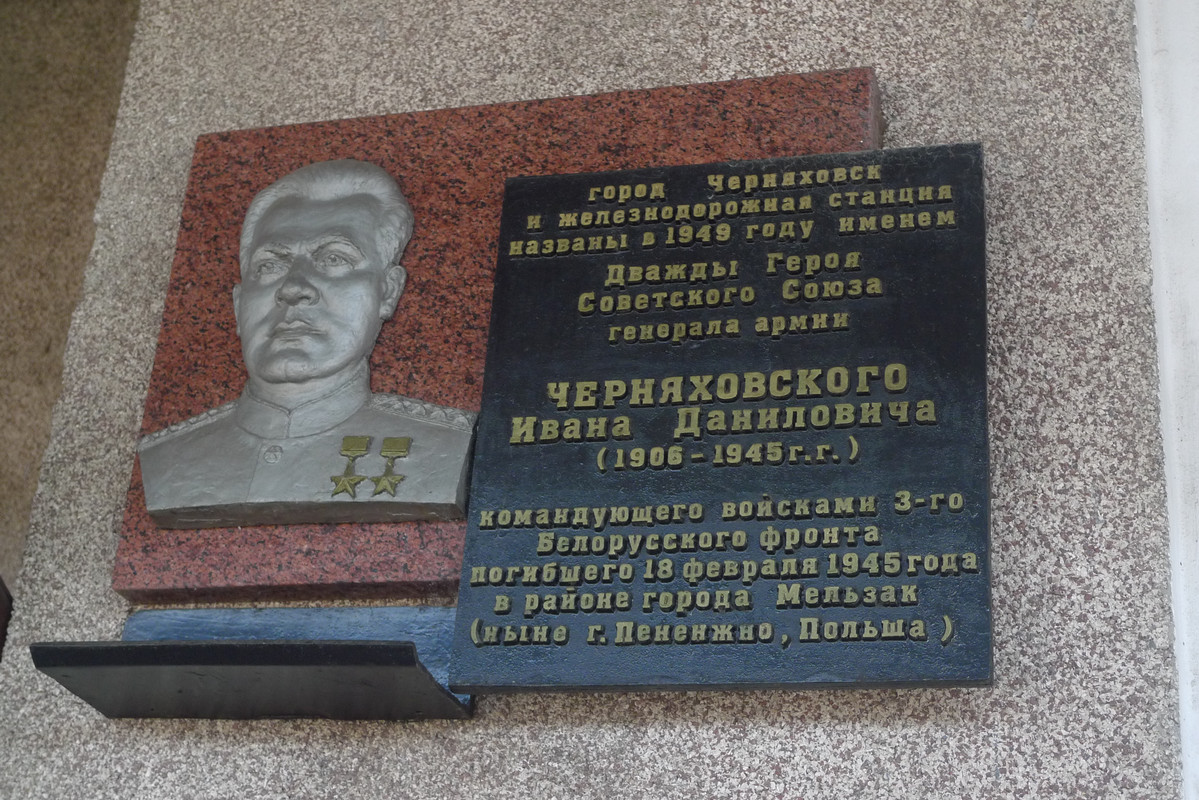 город Черняховск
и железнодорожная станция
названы в 1949 году именем
Дважды Героя
Советского Союза
генерала армии
ЧЕРНЯХОВСКОГО
Ивана Даниловича
(1906-1945г.г.)
командующего войсками 3-го
Белорусского фронта
погибшего 18 февраля 1945 года
в районе города Мельзак
(ныне г. Пененжно, Польша)